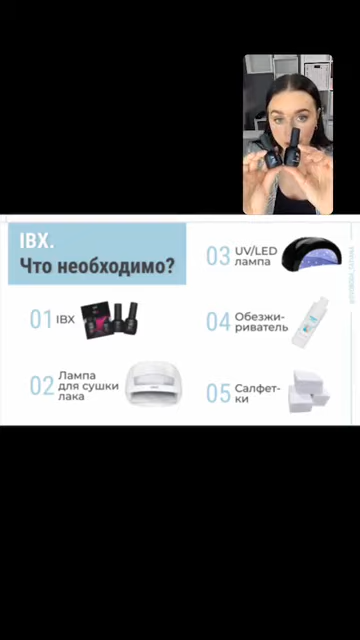 IBX.
Что необходимо?
01 IBX
02 Лампа
для сушки
лака
03 UV/LED
лампа
04 Обезжи-
риватель
05 Салфет-
ки